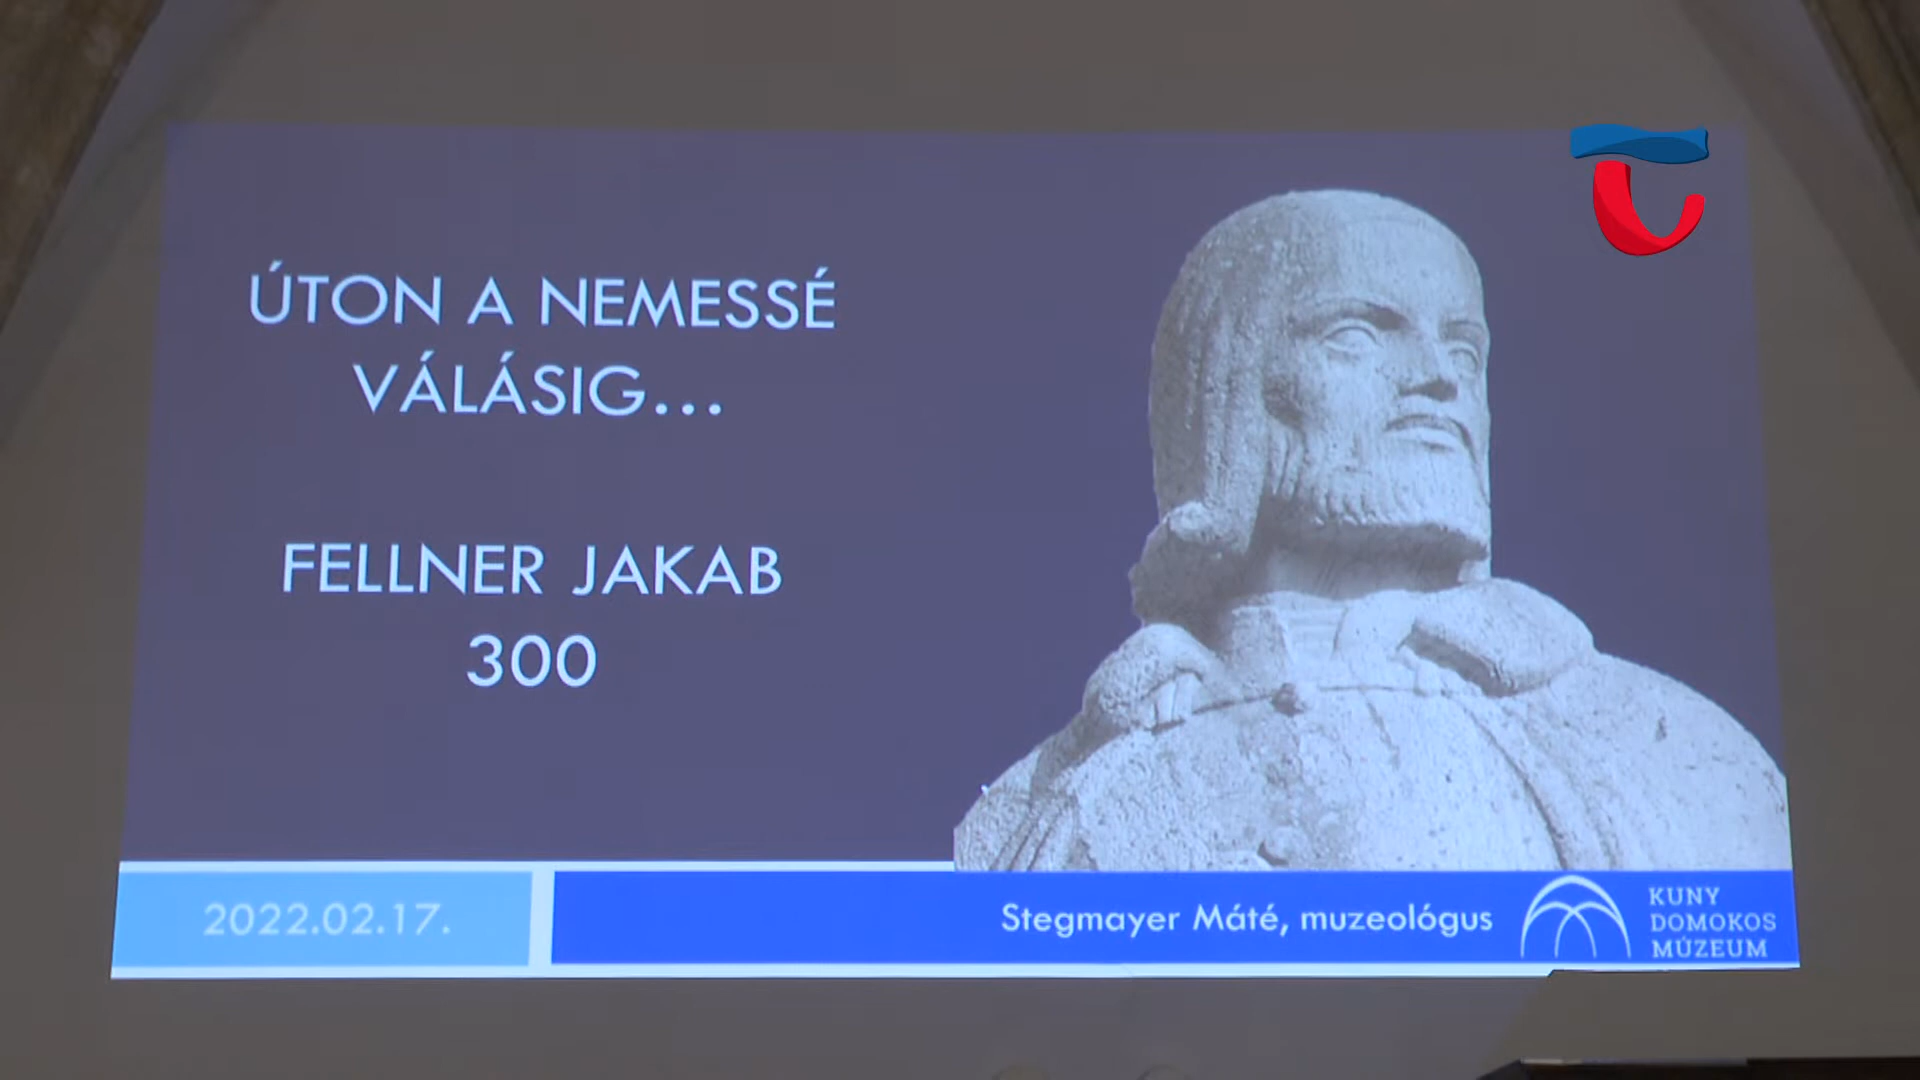 ÚTON A NEMESSÉ
VÁLÁSIG...
FELLNER JAKAB
300
2022.02.17.
Stegmayer Máté, muzeológus
KUNY
DOMOKOS
MÚZEUM